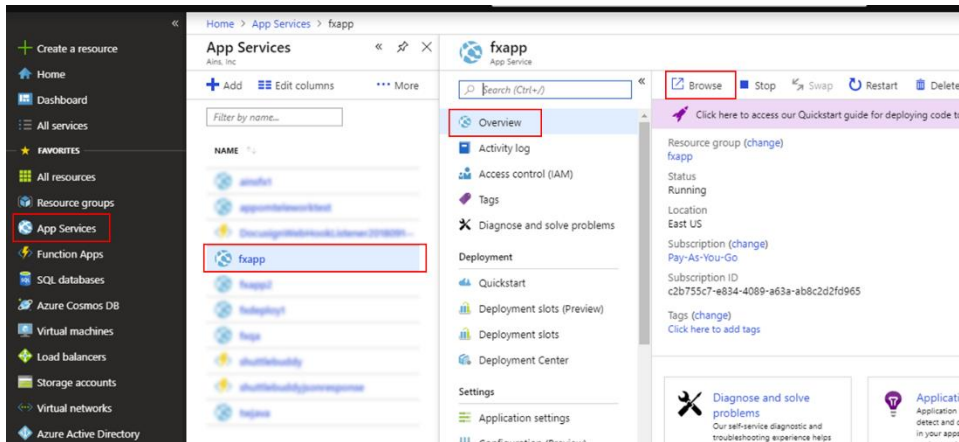 Home > App Services > fxapp
Create a resource
Home
Dashboard
All services
FAVORITES
All resources
Resource groups
App Services
Function Apps
SQL databases
Azure Cosmos DB
Virtual machines
Load balancers
Storage accounts
Virtual networks
Azure Active Directory
App Services
Ains, Inc
Add Edit columns More
Filter by name...
NAME
fxapp
fxapp
App Service
Search (Ctrl+/)
Overview
Activity log
Access control (IAM)
Tags
Diagnose and solve problems
Deployment
Quickstart
Deployment slots (Preview)
Deployment slots
Deployment Center
Settings
Application settings
Browse Stop Swap Restart Delete
Click here to access our Quickstart guide for deploying code to
Resource group (change)
fxapp
Status
Running
Location
East US
Subscription (change)
Pay-As-You-Go
Subscription ID
c2b755c7-e834-4089-a63a-ab8c2d2fd965
Tags (change)
Click here to add tags
Diagnose and solve
problems
Our self-service diagnostic and
troubleshooting experience helps
Applicati
Application
detect and d
in your apps